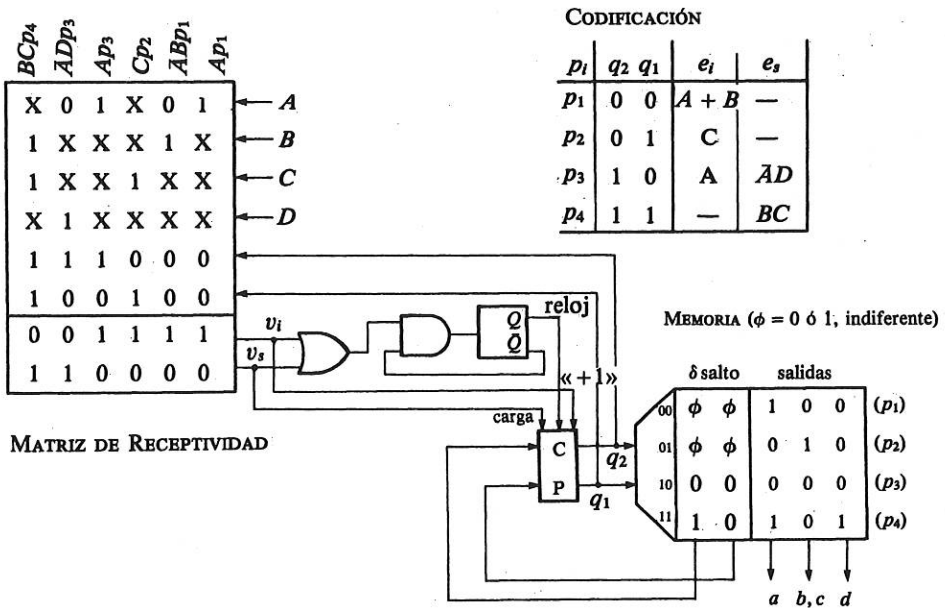 CODIFICACIÓN
pᵢ q₂ q₁ eᵢ eₛ
p₁ 0 0 A + B —
p₂ 0 1 C —
p₃ 1 0 A ĀD
p₄ 1 1 — BC
BCp₄ ĀDp₃ Ap₃ Cp₂ ĀBp₁ Ap₁
X 0 1 X 0 1 A
1 X X X 1 X B
1 X X 1 X X C
X 1 X X X X D
1 1 1 0 0 0
1 0 0 1 0 0
0 0 1 1 1 1 vᵢ
1 1 0 0 0 0 vₛ
MATRIZ DE RECEPTIVIDAD
Q
Q̄
reloj
« + 1 »
carga
C
P
q₂
q₁
MEMORIA (ϕ = 0 ó 1, indiferente)
δ salto salidas
00 ϕ ϕ 1 0 0 (p₁)
01 ϕ ϕ 0 1 0 (p₂)
10 0 0 0 0 0 (p₃)
11 1 0 1 0 1 (p₄)
a b, c d